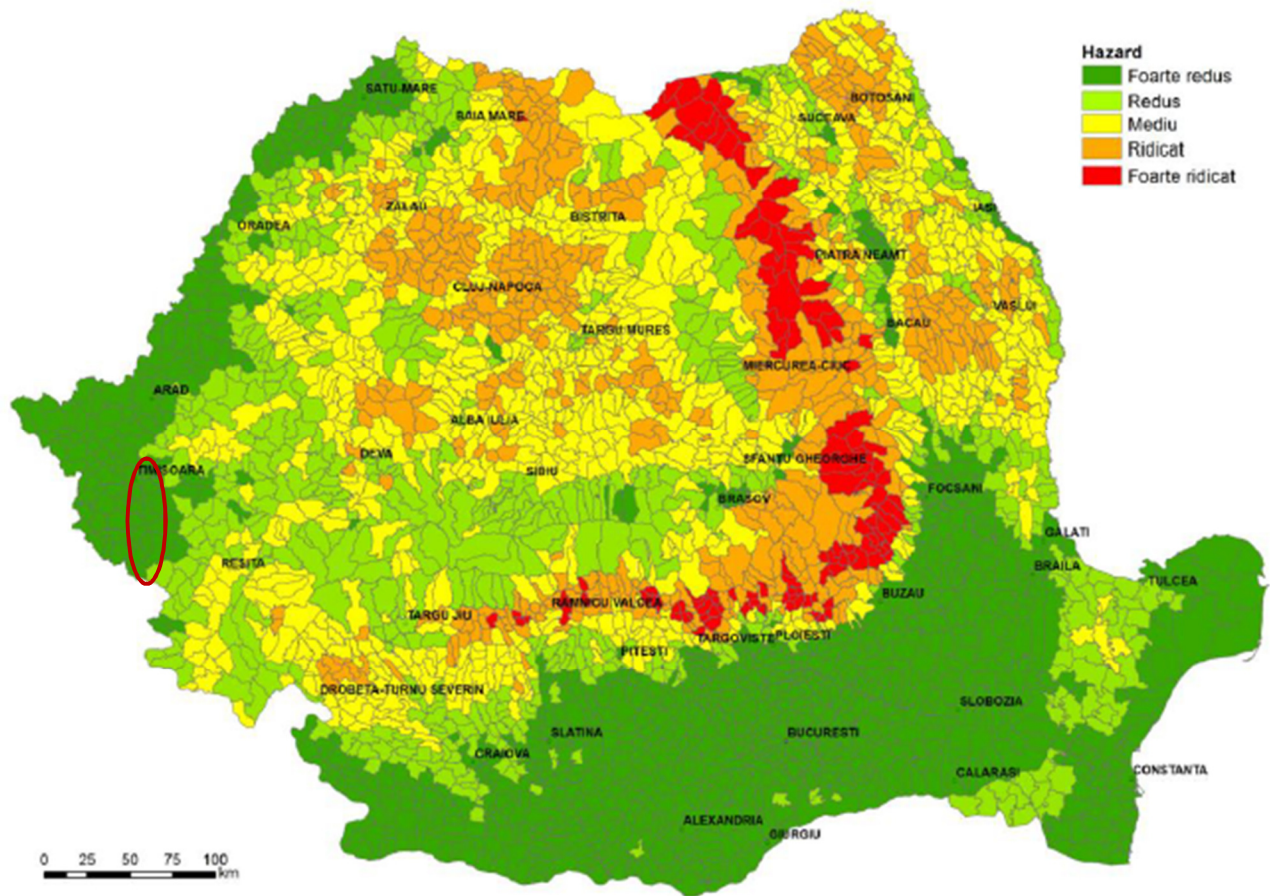 Hazard
Foarte redus
Redus
Mediu
Ridicat
Foarte ridicat
SATU-MARE
BAIA MARE
BOTOSANI
SUCEAVA
ZALAU
BISTRITA
IASI
ORADEA
PIATRA NEAMT
CLUJ-NAPOCA
VASLUI
TARGU MURES
BACAU
MIERCUREA-CIUC
ARAD
ALBA IULIA
DEVA
SFANTU GHEORGHE
TIMISOARA
SIBIU
FOCSANI
BRASOV
GALATI
RESITA
BRAILA
TULCEA
BUZAU
RAMNICU VALCEA
TARGU JIU
TARGOVISTE
PLOIESTI
PITESTI
DROBETA-TURNU SEVERIN
SLOBOZIA
SLATINA
BUCURESTI
CRAIOVA
CALARASI
CONSTANTA
ALEXANDRIA
GIURGIU
0 25 50 75 100
km